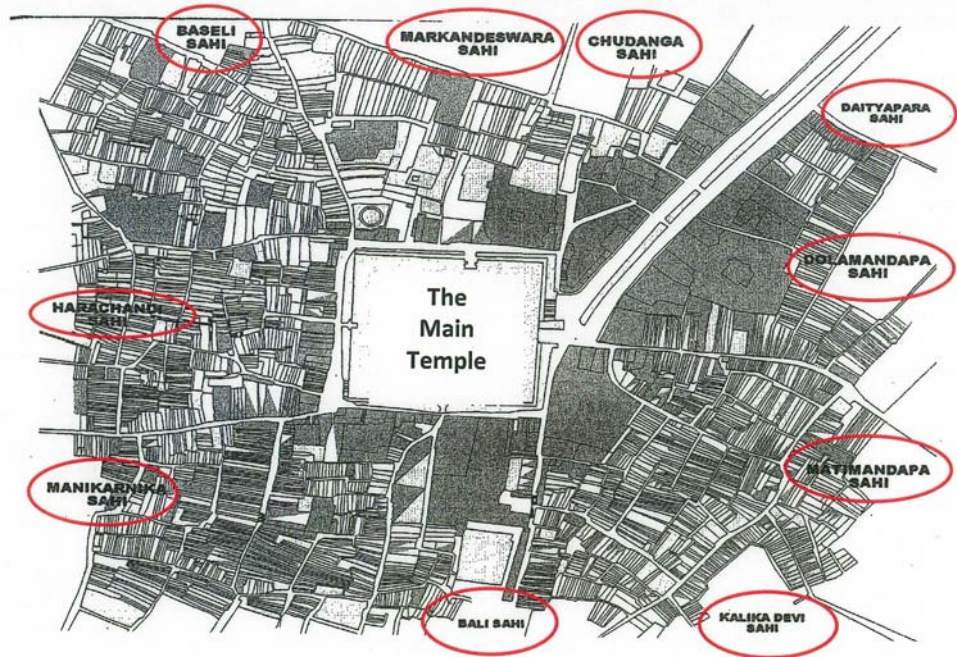 BASELI
SAHI
MARKANDESWARA
SAHI
CHUDANGA
SAHI
DAITYAPARA
SAHI
DOLAMANDAPA
SAHI
HARACHANDI
SAHI
The
Main
Temple
MATIMANDAPA
SAHI
MANIKARNIKA
SAHI
BALI SAHI
KALIKA DEVI
SAHI